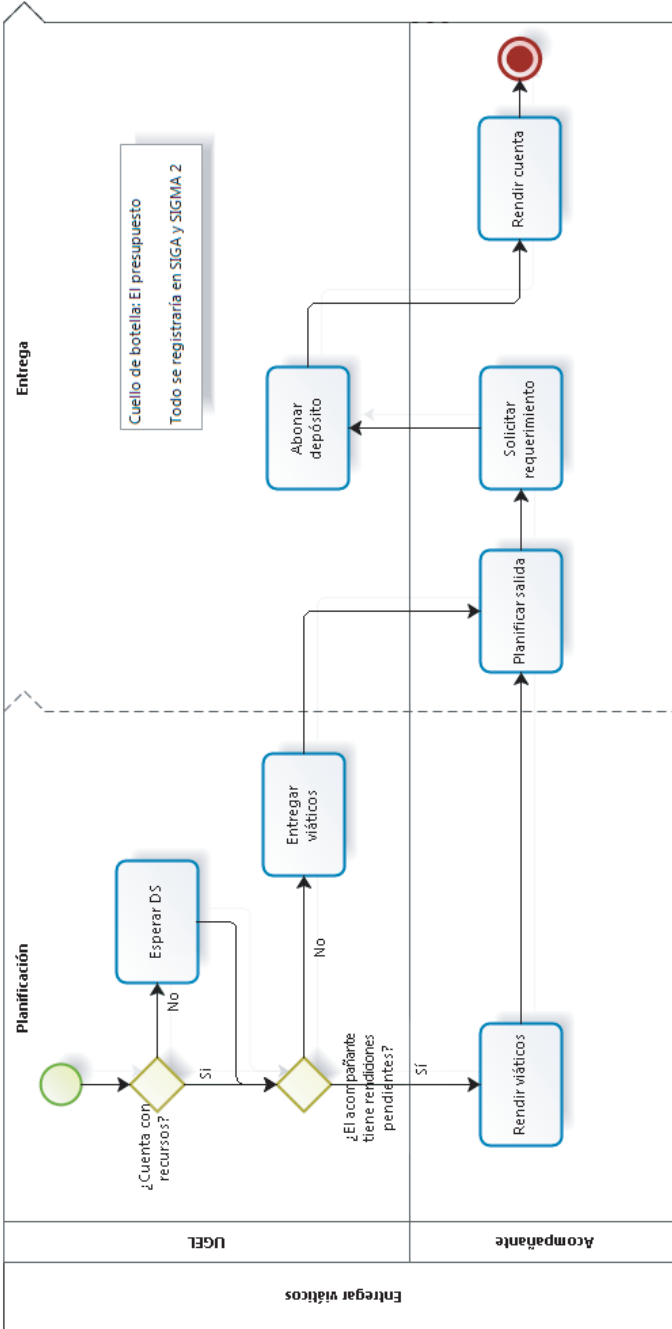 Entregar viáticos
UGEL
Acompañante
Planificación
Entrega
¿Cuenta con
recursos?
No
Si
Esperar DS
¿El acompañante
tiene rendiciones
pendientes?
No
Sí
Entregar
viáticos
Rendir viáticos
Planificar salida
Solicitar
requerimiento
Abonar
depósito
Rendir cuenta
Cuello de botella: El presupuesto
Todo se registraría en SIGA y SIGMA 2